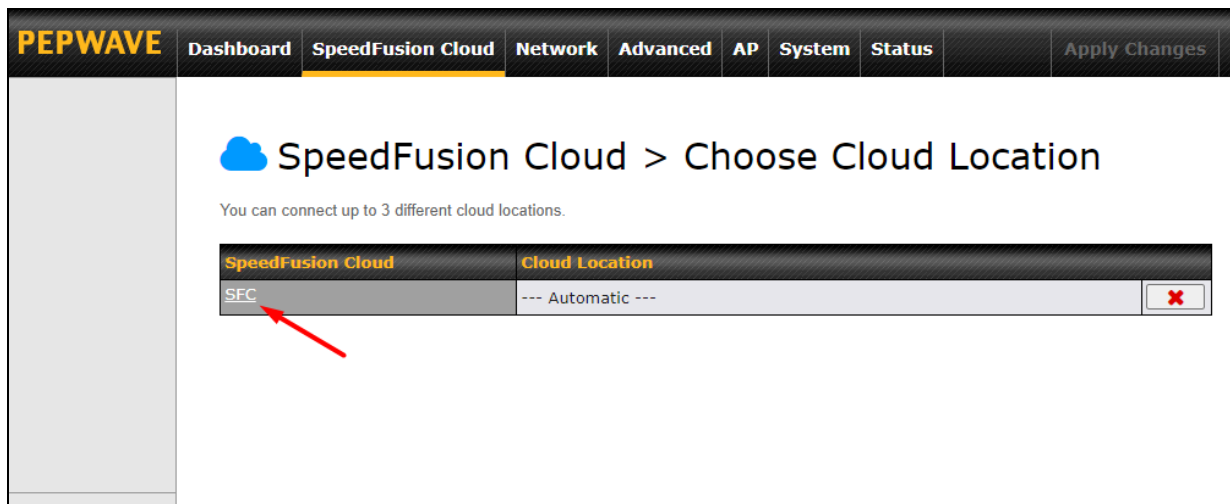 PEPWAVE Dashboard SpeedFusion Cloud Network Advanced AP System Status Apply Changes
SpeedFusion Cloud > Choose Cloud Location
You can connect up to 3 different cloud locations.
SpeedFusion Cloud Cloud Location
SFC --- Automatic ---